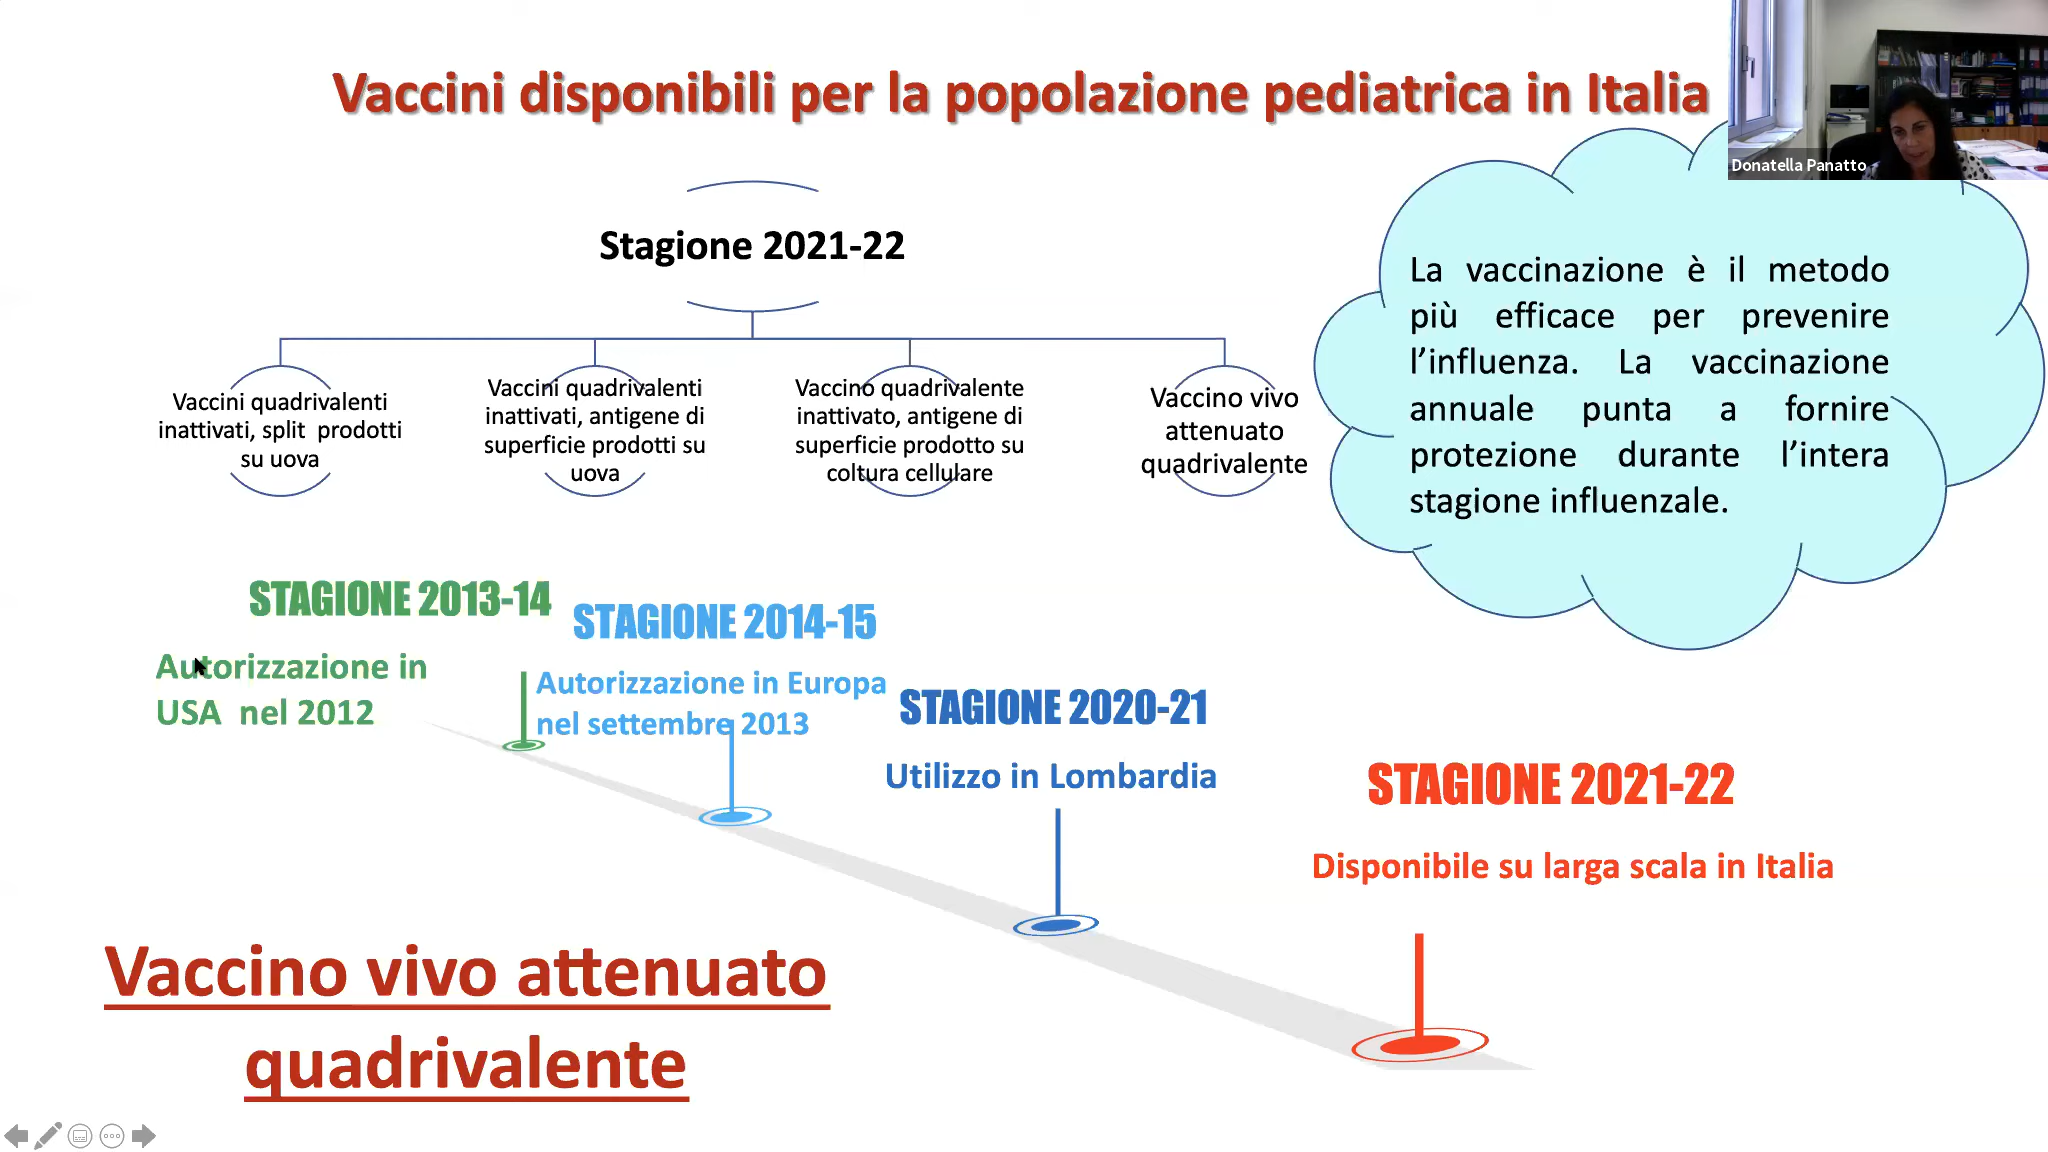 Vaccini disponibili per la popolazione pediatrica in Italia
Donatella Panatto
Stagione 2021-22
Vaccini quadrivalenti
inattivati, split prodotti
su uova
Vaccini quadrivalenti
inattivati, antigene di
superficie prodotti su
uova
Vaccino quadrivalente
inattivato, antigene di
superficie prodotto su
coltura cellulare
Vaccino vivo
attenuato
quadrivalente
La vaccinazione è il metodo
più efficace per prevenire
l’influenza. La vaccinazione
annuale punta a fornire
protezione durante l’intera
stagione influenzale.
STAGIONE 2013-14
Autorizzazione in
USA nel 2012
STAGIONE 2014-15
Autorizzazione in Europa
nel settembre 2013
STAGIONE 2020-21
Utilizzo in Lombardia
STAGIONE 2021-22
Disponibile su larga scala in Italia
Vaccino vivo attenuato
quadrivalente